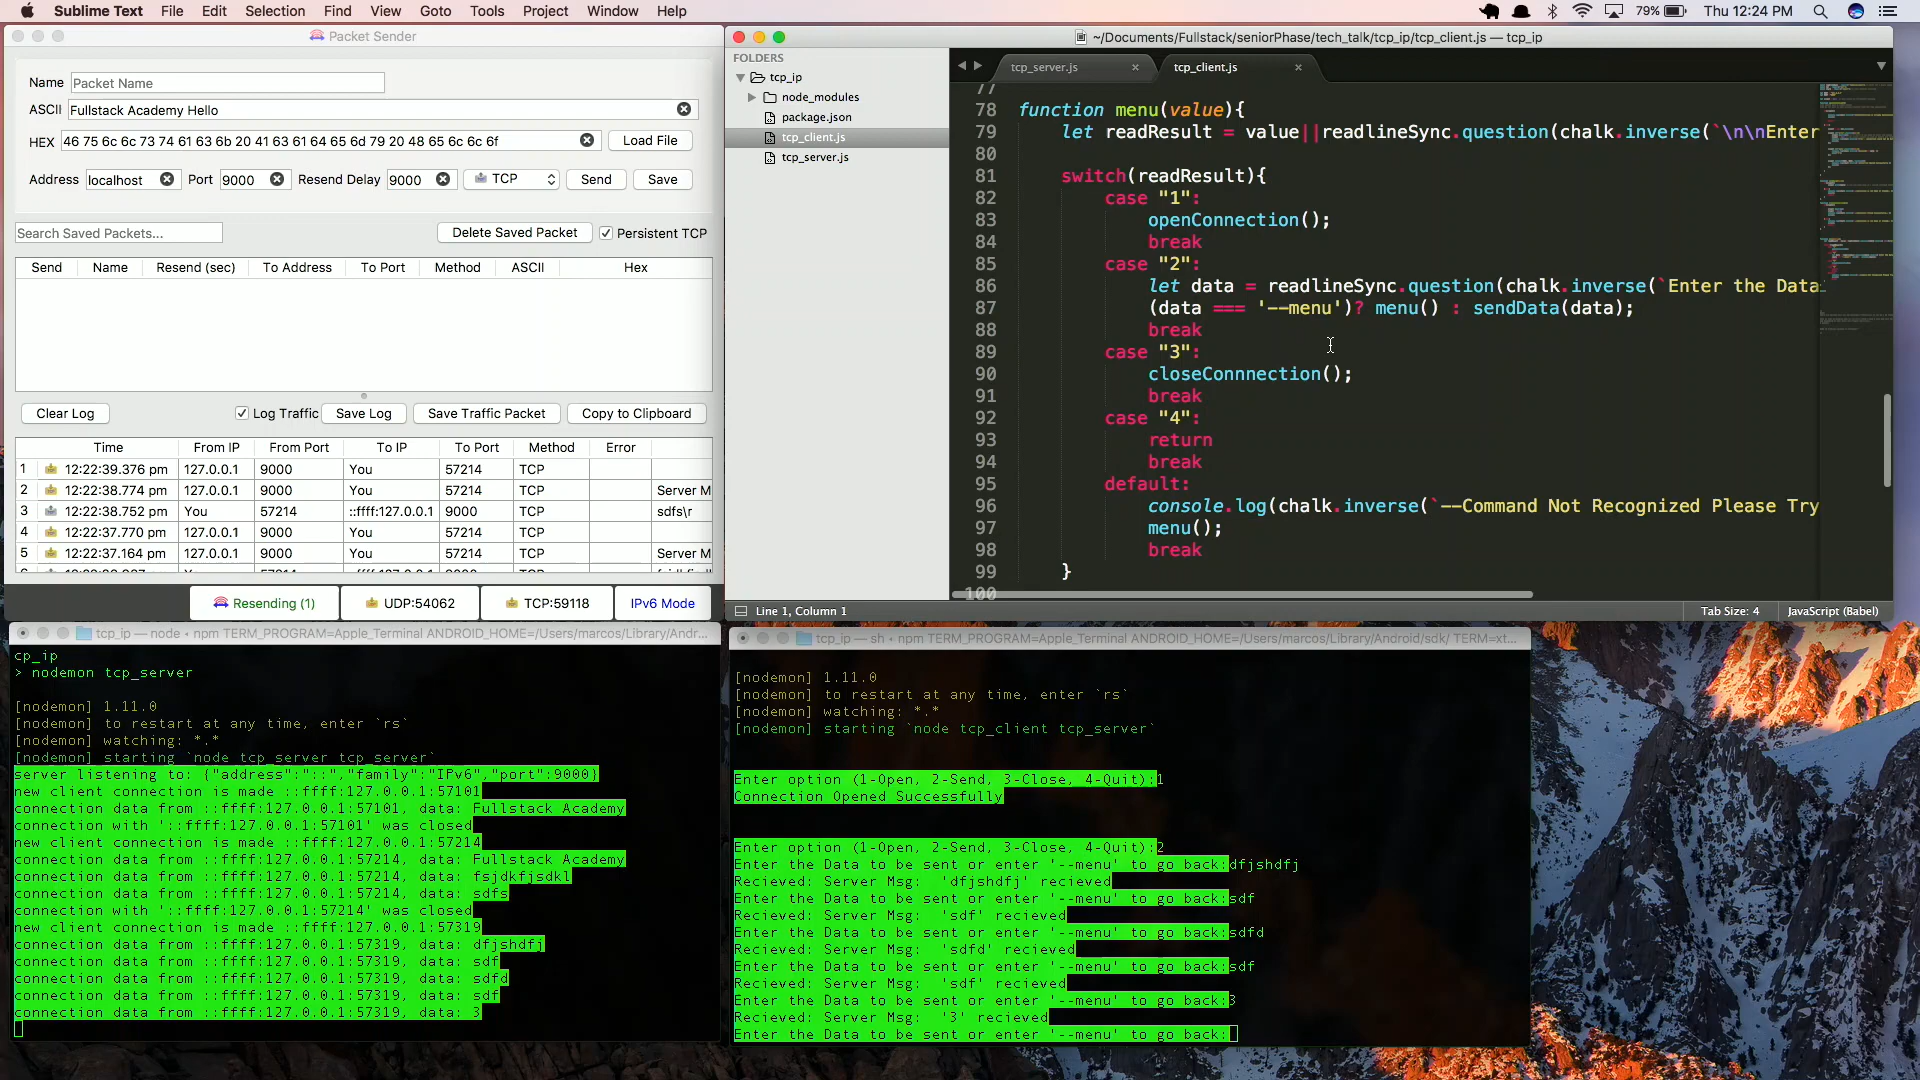 Sublime Text File Edit Selection Find View Goto Tools Project Window Help 79% Thu 12:24 PM
Packet Sender
Name Packet Name
ASCII Fullstack Academy Hello
HEX 46 75 6c 6c 73 74 61 63 6b 20 41 63 61 64 65 6d 79 20 48 65 6c 6c 6f Load File
Address localhost Port 9000 Resend Delay 9000 TCP Send Save
Search Saved Packets... Delete Saved Packet Persistent TCP
Send Name Resend (sec) To Address To Port Method ASCII Hex
Clear Log Log Traffic Save Log Save Traffic Packet Copy to Clipboard
Time From IP From Port To IP To Port Method Error
1 12:22:39.376 pm 127.0.0.1 9000 You 57214 TCP
2 12:22:38.774 pm 127.0.0.1 9000 You 57214 TCP Server M
3 12:22:38.752 pm You 57214 ::ffff:127.0.0.1 9000 TCP sdfs\r
4 12:22:37.770 pm 127.0.0.1 9000 You 57214 TCP
5 12:22:37.164 pm 127.0.0.1 9000 You 57214 TCP Server M
Resending (1) UDP:54062 TCP:59118 IPv6 Mode
~/Documents/Fullstack/seniorPhase/tech_talk/tcp_ip/tcp_client.js — tcp_ip
FOLDERS
tcp_ip
node_modules
package.json
tcp_client.js
tcp_server.js
tcp_server.js × tcp_client.js ×
77
78 function menu(value){
79 let readResult = value||readlineSync.question(chalk.inverse(`\n\nEnter
80
81 switch(readResult){
82 case "1":
83 openConnection();
84 break
85 case "2":
86 let data = readlineSync.question(chalk.inverse(`Enter the Data
87 (data === '--menu')? menu() : sendData(data);
88 break
89 case "3":
90 closeConnnection();
91 break
92 case "4":
93 return
94 break
95 default:
96 console.log(chalk.inverse(`--Command Not Recognized Please Try
97 menu();
98 break
99 }
100
Line 1, Column 1 Tab Size: 4 JavaScript (Babel)
tcp_ip — node • npm TERM_PROGRAM=Apple_Terminal ANDROID_HOME=/Users/marcos/Library/Andr...
cp_ip
> nodemon tcp_server
[nodemon] 1.11.0
[nodemon] to restart at any time, enter `rs`
[nodemon] watching: *.*
[nodemon] starting `node tcp_server tcp_server`
server listening to: {"address":"::","family":"IPv6","port":9000}
new client connection is made ::ffff:127.0.0.1:57101
connection data from ::ffff:127.0.0.1:57101, data: Fullstack Academy
connection with '::ffff:127.0.0.1:57101' was closed
new client connection is made ::ffff:127.0.0.1:57214
connection data from ::ffff:127.0.0.1:57214, data: Fullstack Academy
connection data from ::ffff:127.0.0.1:57214, data: fsjdkfjsdkl
connection data from ::ffff:127.0.0.1:57214, data: sdfs
connection with '::ffff:127.0.0.1:57214' was closed
new client connection is made ::ffff:127.0.0.1:57319
connection data from ::ffff:127.0.0.1:57319, data: dfjshdfj
connection data from ::ffff:127.0.0.1:57319, data: sdf
connection data from ::ffff:127.0.0.1:57319, data: sdfd
connection data from ::ffff:127.0.0.1:57319, data: sdf
connection data from ::ffff:127.0.0.1:57319, data: 3
tcp_ip — sh • npm TERM_PROGRAM=Apple_Terminal ANDROID_HOME=/Users/marcos/Library/Android/sdk/ TERM=xt...
[nodemon] 1.11.0
[nodemon] to restart at any time, enter `rs`
[nodemon] watching: *.*
[nodemon] starting `node tcp_client tcp_server`
Enter option (1-Open, 2-Send, 3-Close, 4-Quit):1
Connection Opened Successfully
Enter option (1-Open, 2-Send, 3-Close, 4-Quit):2
Enter the Data to be sent or enter '--menu' to go back:dfjshdfj
Recieved: Server Msg: 'dfjshdfj' recieved
Enter the Data to be sent or enter '--menu' to go back:sdf
Recieved: Server Msg: 'sdf' recieved
Enter the Data to be sent or enter '--menu' to go back:sdfd
Recieved: Server Msg: 'sdfd' recieved
Enter the Data to be sent or enter '--menu' to go back:sdf
Recieved: Server Msg: 'sdf' recieved
Enter the Data to be sent or enter '--menu' to go back:3
Recieved: Server Msg: '3' recieved
Enter the Data to be sent or enter '--menu' to go back: